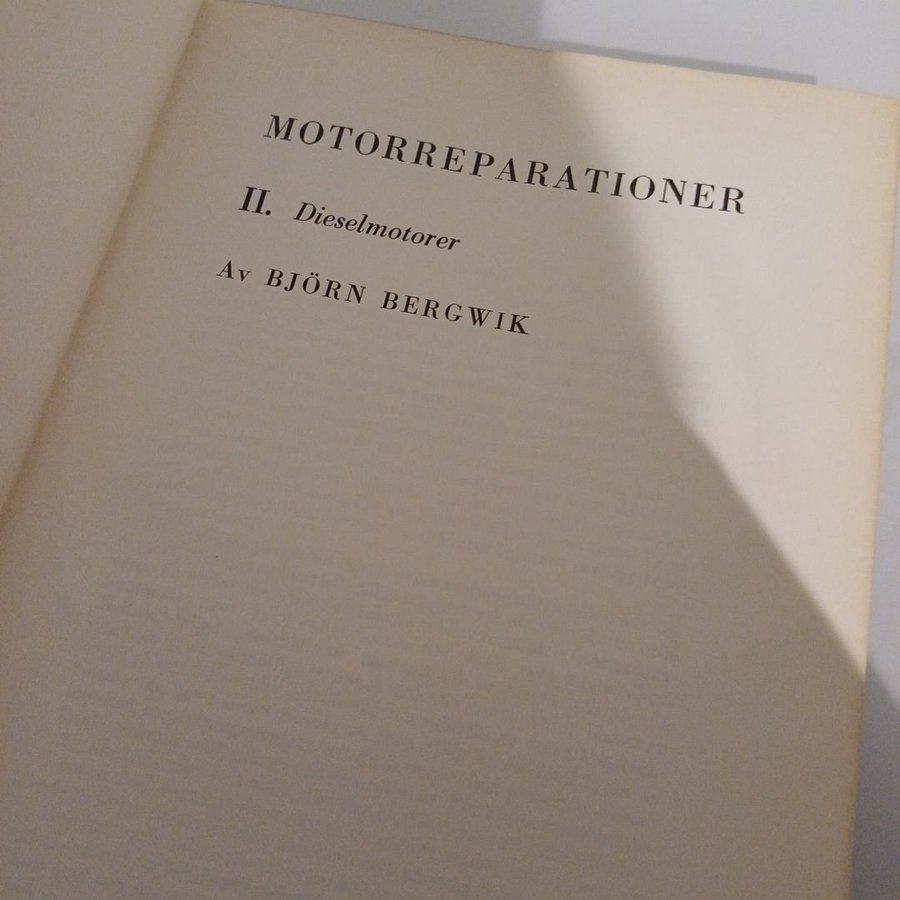 MOTORREPARATIONER
II. Dieselmotorer
Av BJÖRN BERGWIK